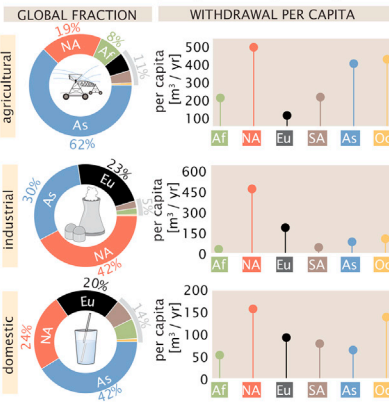 GLOBAL FRACTION
WITHDRAWAL PER CAPITA
agricultural
19%
8%
11%
NA
Af
As
62%
per capita
[m³ / yr]
500
400
300
200
100
Af NA Eu SA As Oc
industrial
30%
23%
5%
As
Eu
NA
42%
per capita
[m³ / yr]
600
450
300
150
0
Af NA Eu SA As Oc
domestic
20%
14%
24%
Eu
NA
As
42%
per capita
[m³ / yr]
200
150
100
50
0
Af NA Eu SA As Oc